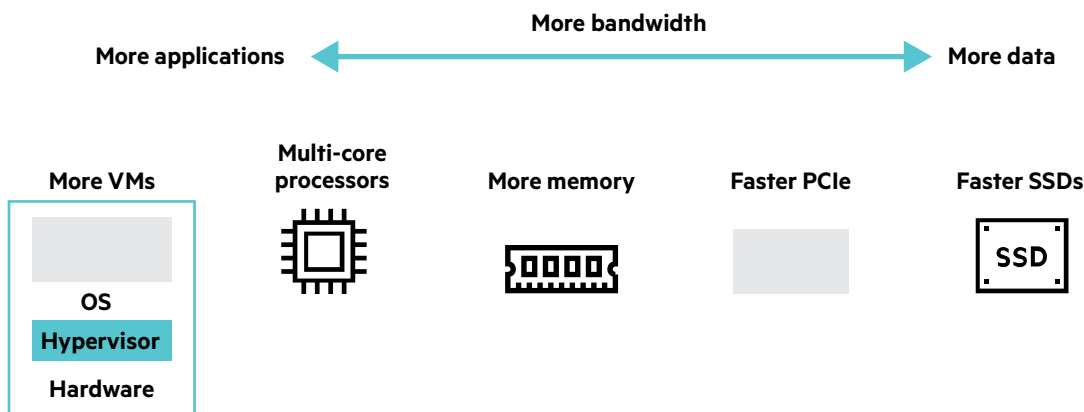 More bandwidth
More applications
More data
More VMs
Multi-core
processors
More memory
Faster PCIe
Faster SSDs
SSD
OS
Hypervisor
Hardware